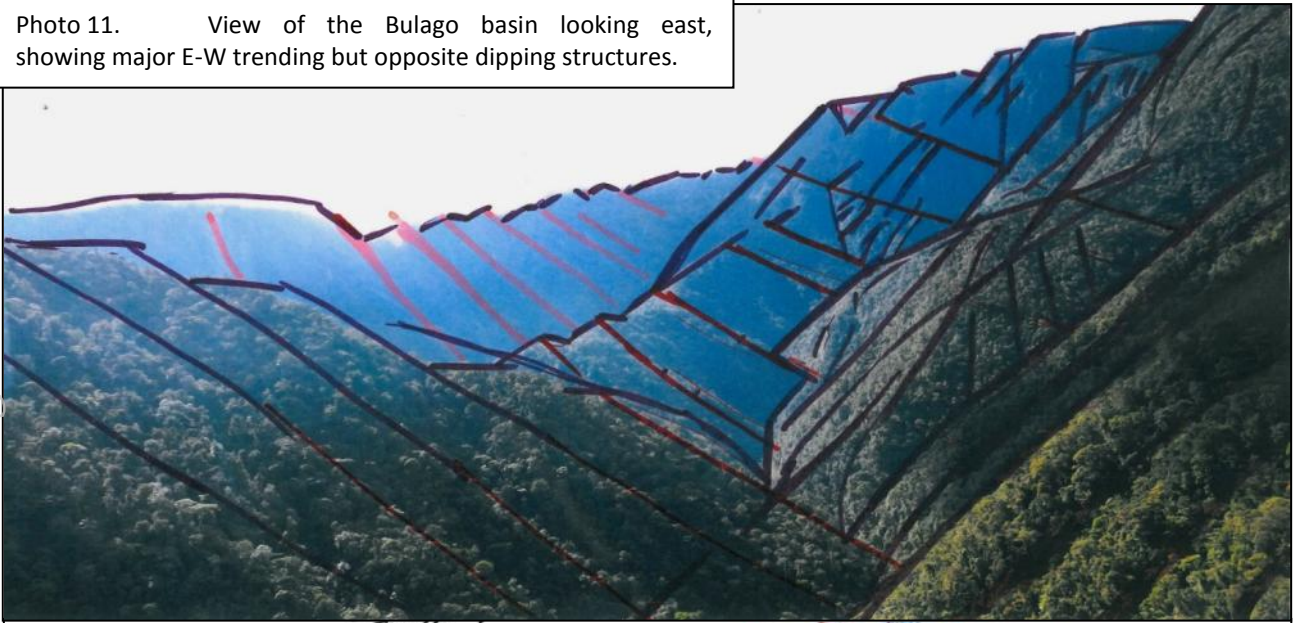 Photo 11. View of the Bulago basin looking east,
showing major E-W trending but opposite dipping structures.